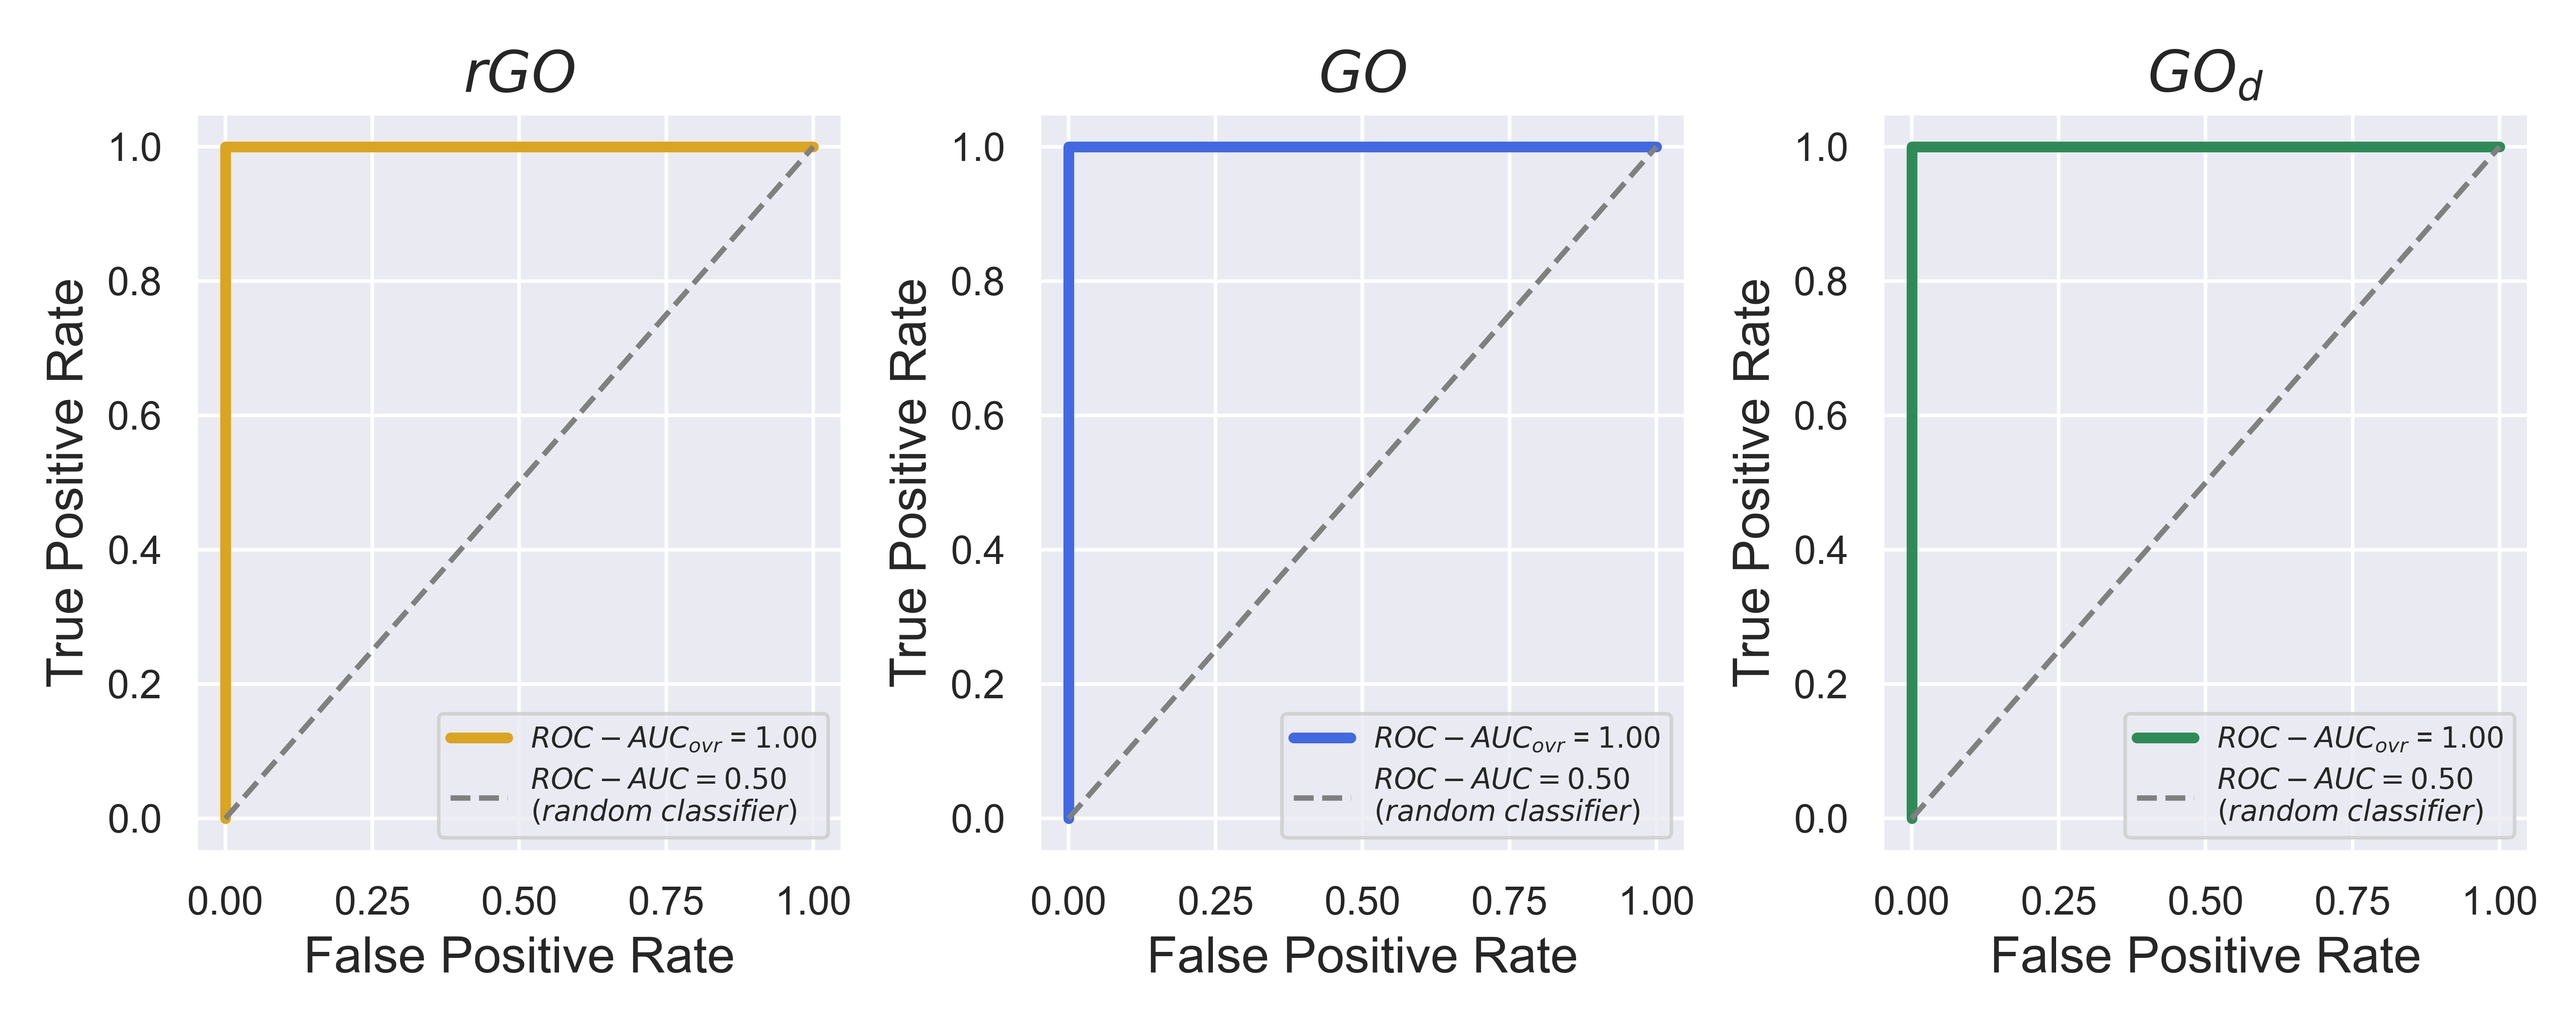 rGO
1.0
0.8
0.6
0.4
0.2
0.0
True Positive Rate
ROC − AUCovr = 1.00
ROC − AUC = 0.50
(random classifier)
0.00 0.25 0.50 0.75 1.00
False Positive Rate
GO
1.0
0.8
0.6
0.4
0.2
0.0
True Positive Rate
ROC − AUCovr = 1.00
ROC − AUC = 0.50
(random classifier)
0.00 0.25 0.50 0.75 1.00
False Positive Rate
GOd
1.0
0.8
0.6
0.4
0.2
0.0
True Positive Rate
ROC − AUCovr = 1.00
ROC − AUC = 0.50
(random classifier)
0.00 0.25 0.50 0.75 1.00
False Positive Rate